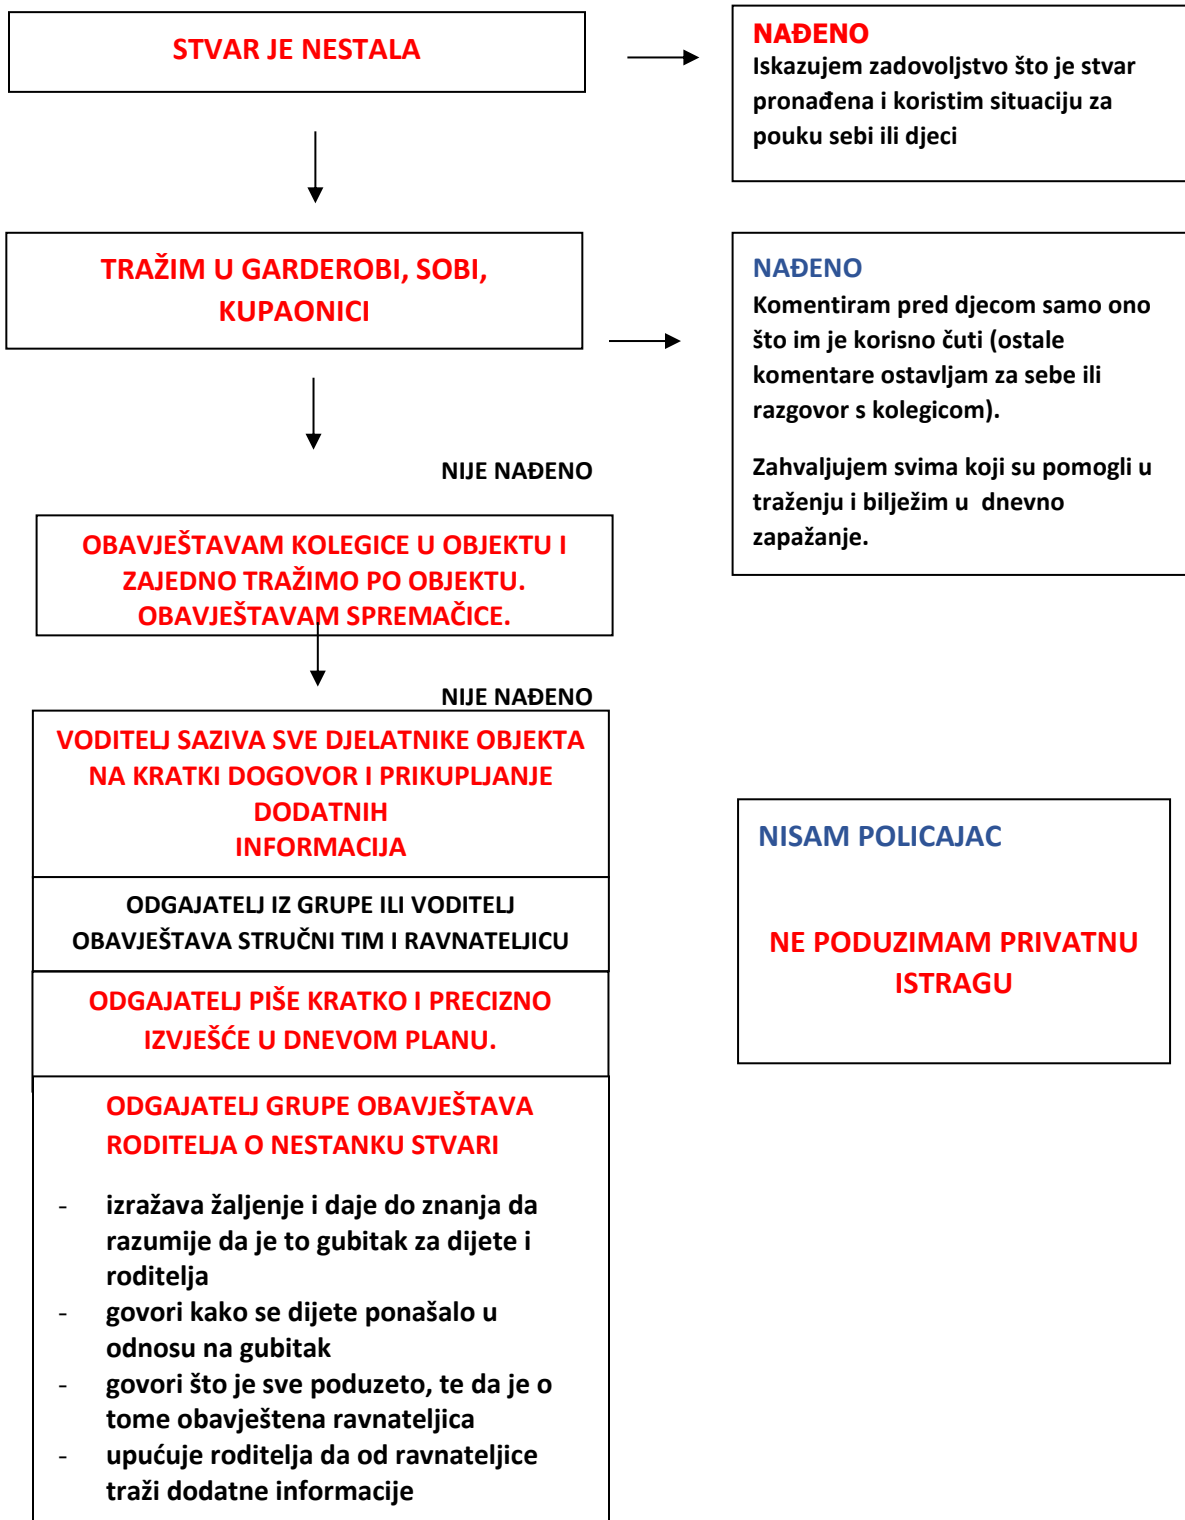 STVAR JE NESTALA
NAĐENO
Iskazujem zadovoljstvo što je stvar
pronađena i koristim situaciju za
pouku sebi ili djeci
TRAŽIM U GARDEROBI, SOBI,
KUPAONICI
NAĐENO
Komentiram pred djecom samo ono
što im je korisno čuti (ostale
komentare ostavljam za sebe ili
razgovor s kolegicom).
Zahvaljujem svima koji su pomogli u
traženju i bilježim u dnevno
zapažanje.
NIJE NAĐENO
OBAVJEŠTAVAM KOLEGICE U OBJEKTU I
ZAJEDNO TRAŽIMO PO OBJEKTU.
OBAVJEŠTAVAM SPREMAČICE.
NIJE NAĐENO
VODITELJ SAZIVA SVE DJELATNIKE OBJEKTA
NA KRATKI DOGOVOR I PRIKUPLJANJE
DODATNIH
INFORMACIJA
ODGAJATELJ IZ GRUPE ILI VODITELJ
OBAVJEŠTAVA STRUČNI TIM I RAVNATELJICU
ODGAJATELJ PIŠE KRATKO I PRECIZNO
IZVJEŠĆE U DNEVOM PLANU.
ODGAJATELJ GRUPE OBAVJEŠTAVA
RODITELJA O NESTANKU STVARI
- izražava žaljenje i daje do znanja da
razumije da je to gubitak za dijete i
roditelja
- govori kako se dijete ponašalo u
odnosu na gubitak
- govori što je sve poduzeto, te da je o
tome obavještena ravnateljica
- upućuje roditelja da od ravnateljice
traži dodatne informacije
NISAM POLICAJAC
NE PODUZIMAM PRIVATNU
ISTRAGU